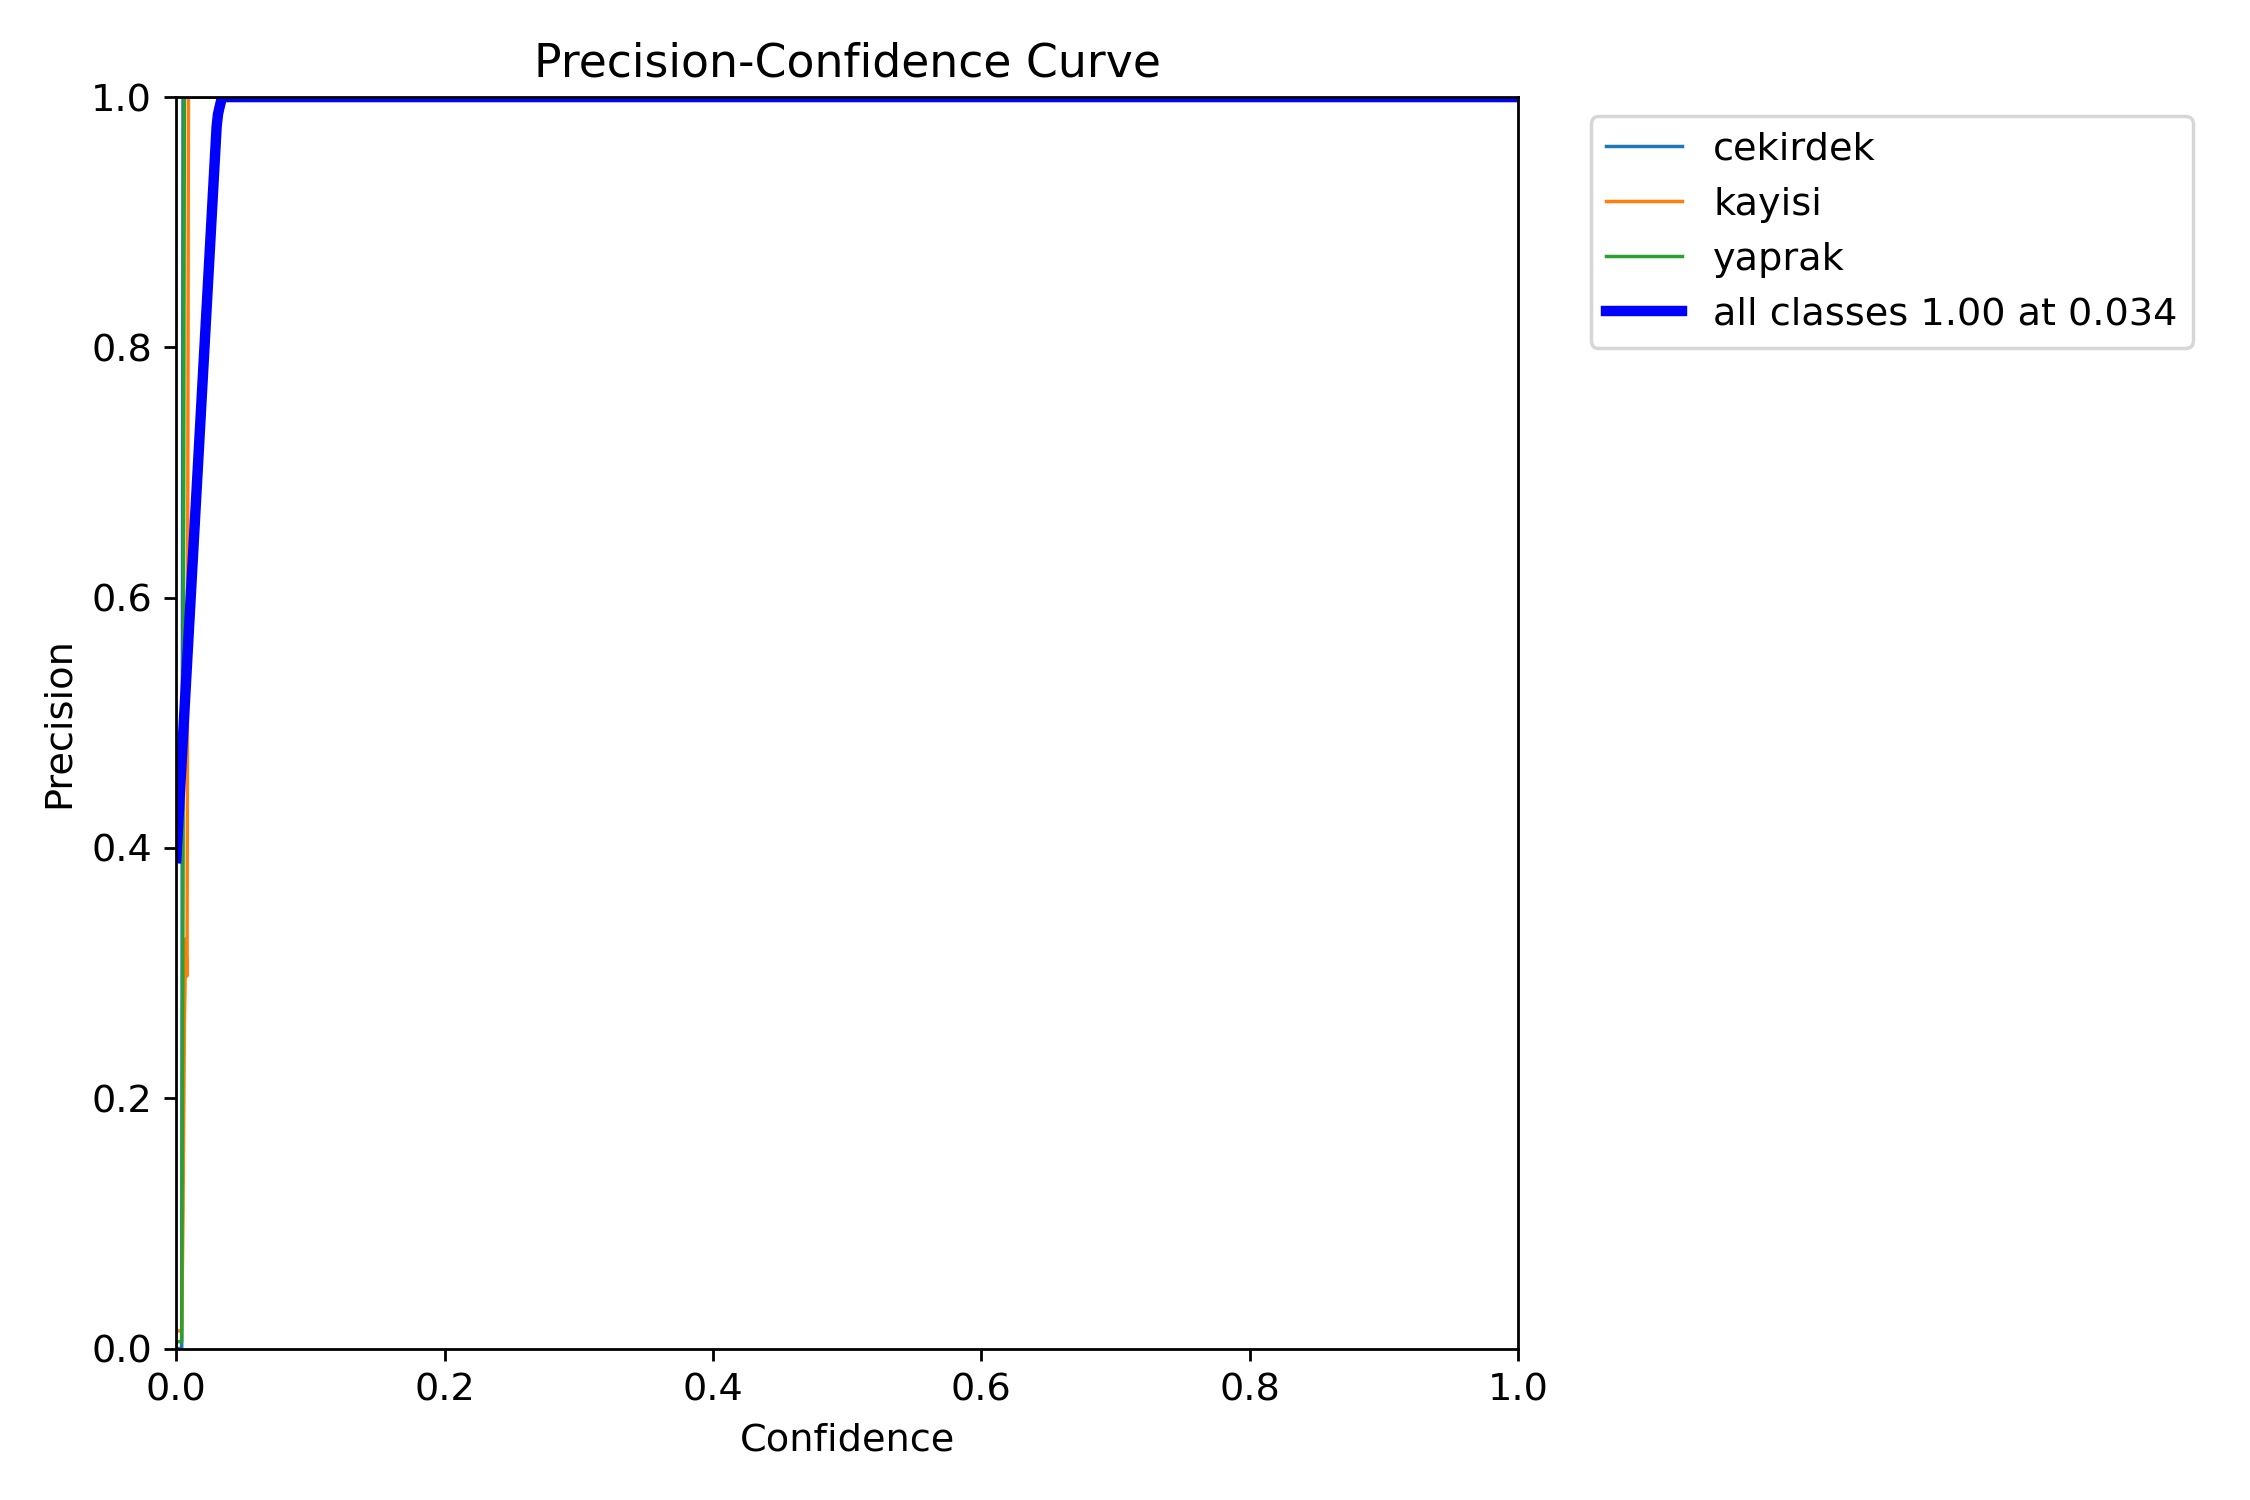 Precision-Confidence Curve
1.0
0.8
0.6
0.4
0.2
0.0
Precision
0.0 0.2 0.4 0.6 0.8 1.0
Confidence
cekirdek
kayisi
yaprak
all classes 1.00 at 0.034